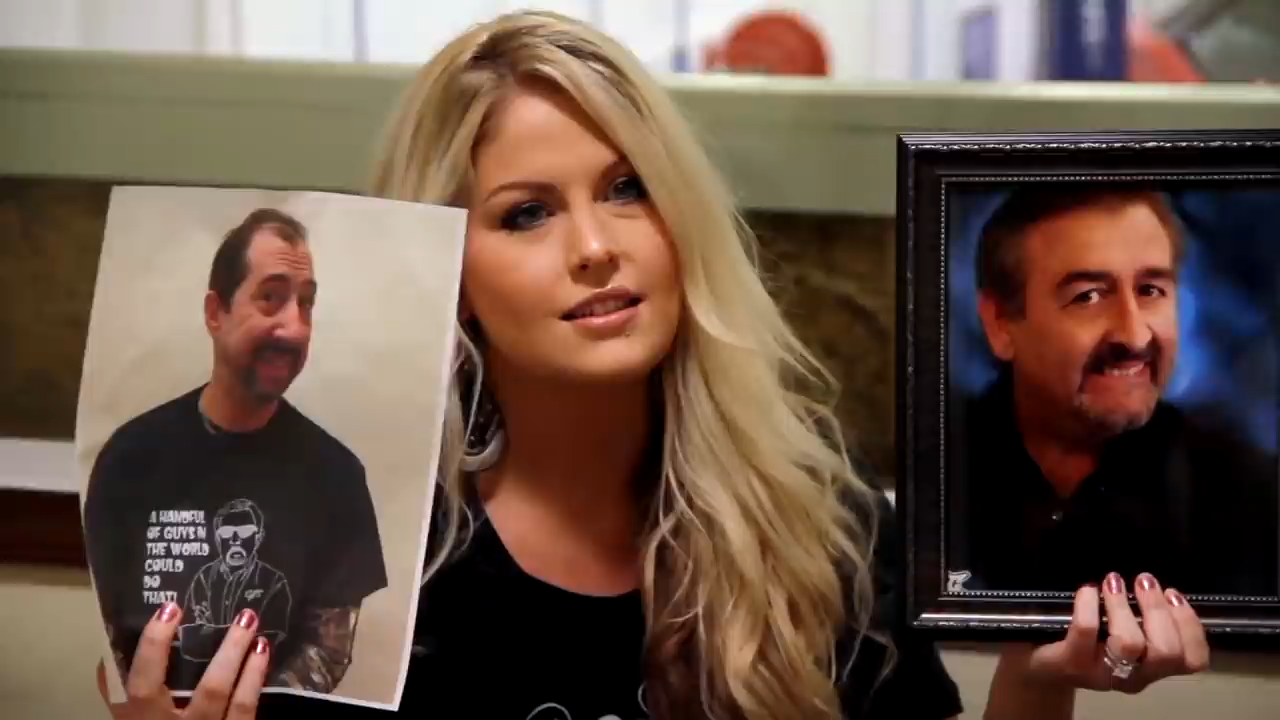 A HANDFUL
OF GUYS IN
THE WORLD
COULD
DO
THAT!